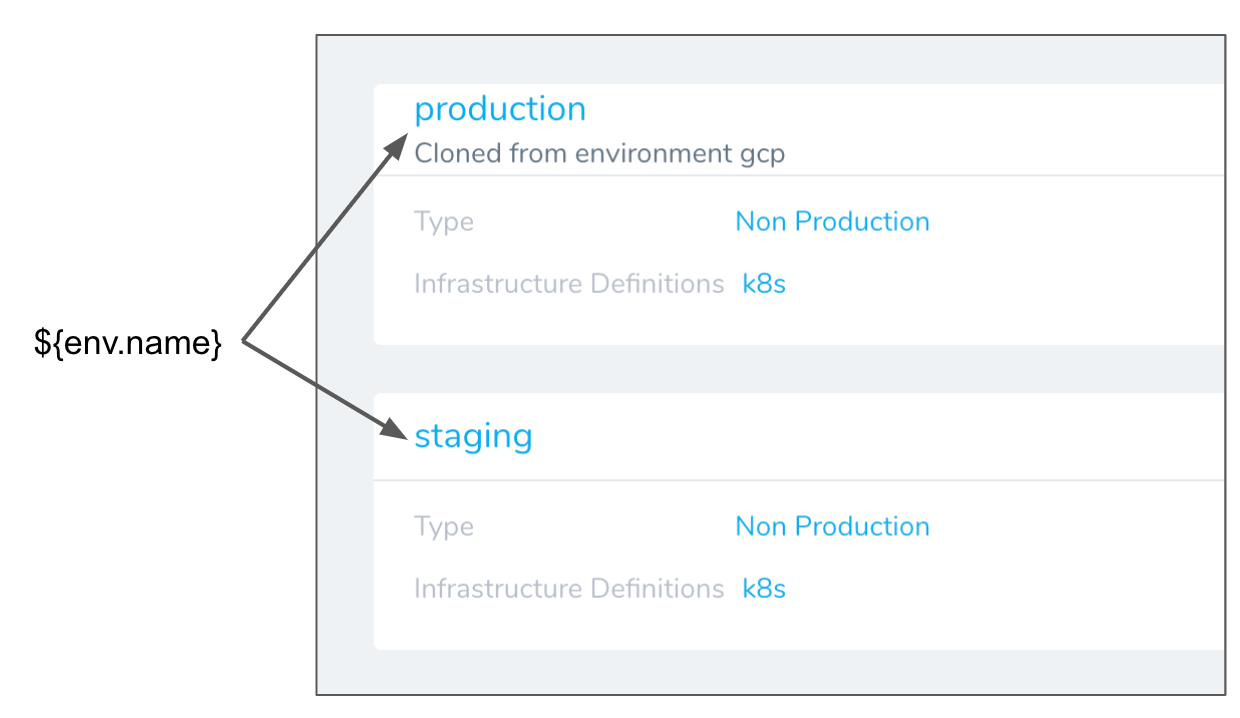 production
Cloned from environment gcp
Type Non Production
Infrastructure Definitions k8s
${env.name}
staging
Type Non Production
Infrastructure Definitions k8s